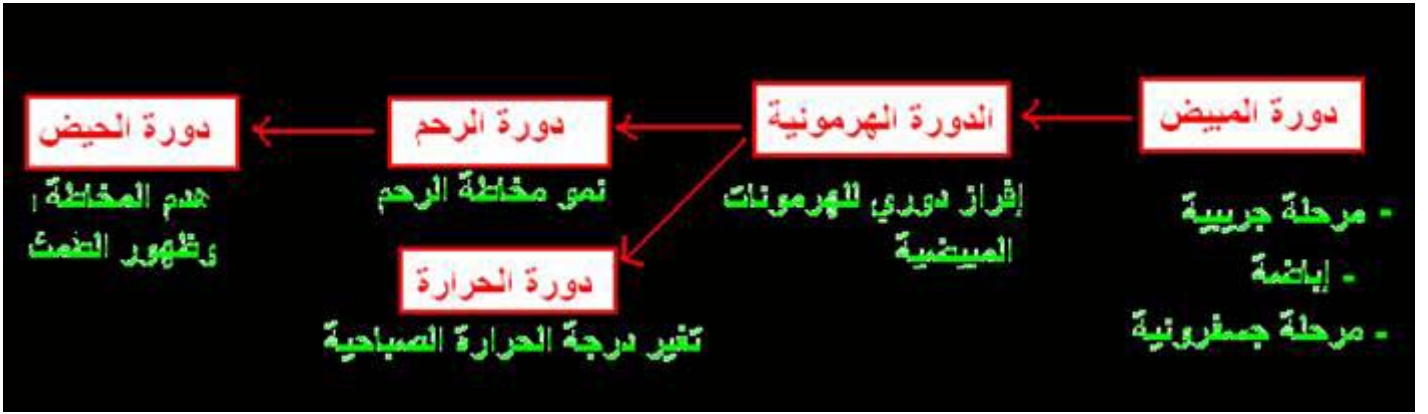 دورة المبيض
- مرحلة جريبية
- إباضة
- مرحلة جسفرونية
الدورة الهرمونية
إفراز دوري للهرمونات
المبيضية
دورة الرحم
نمو مخاطة الرحم
دورة الحرارة
تغير درجة الحرارة الصباحية
دورة الحيض
هدم المخاطة؛
وظهور الطمث